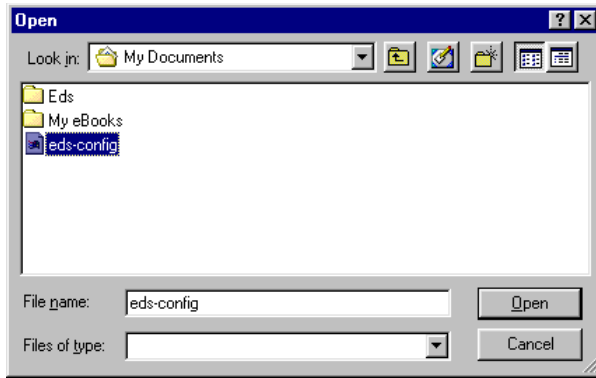 Open
Look in: My Documents
Eds
My eBooks
eds-config
File name: eds-config Open
Files of type: Cancel